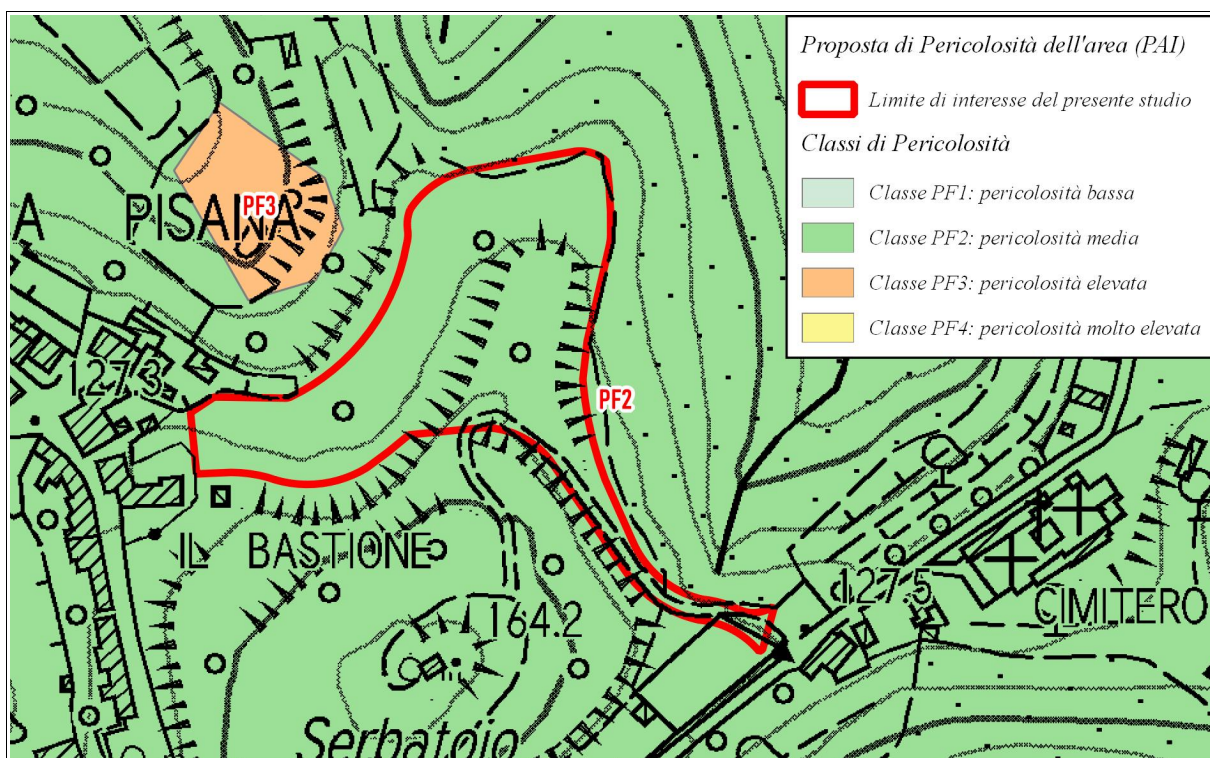 Proposta di Pericolosità dell'area (PAI)
Limite di interesse del presente studio
Classi di Pericolosità
Classe PF1: pericolosità bassa
Classe PF2: pericolosità media
Classe PF3: pericolosità elevata
Classe PF4: pericolosità molto elevata
A PISANA
PF3
127.3
PF2
IL BASTIONE
164.2
127.5
CIMITERO
Serbatoio